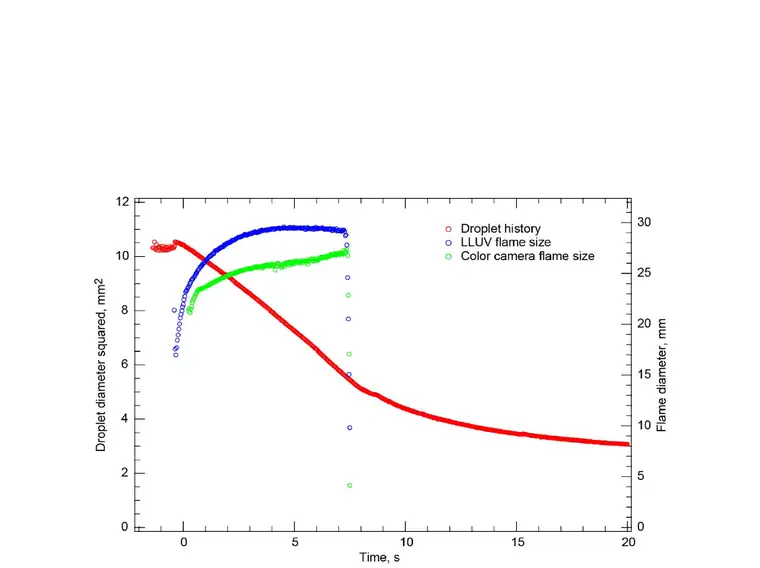 12
10
8
6
4
2
0
Droplet diameter squared, mm2
Droplet history
LLUV flame size
Color camera flame size
30
25
20
15
10
5
0
Flame diameter, mm
0 5 10 15 20
Time, s